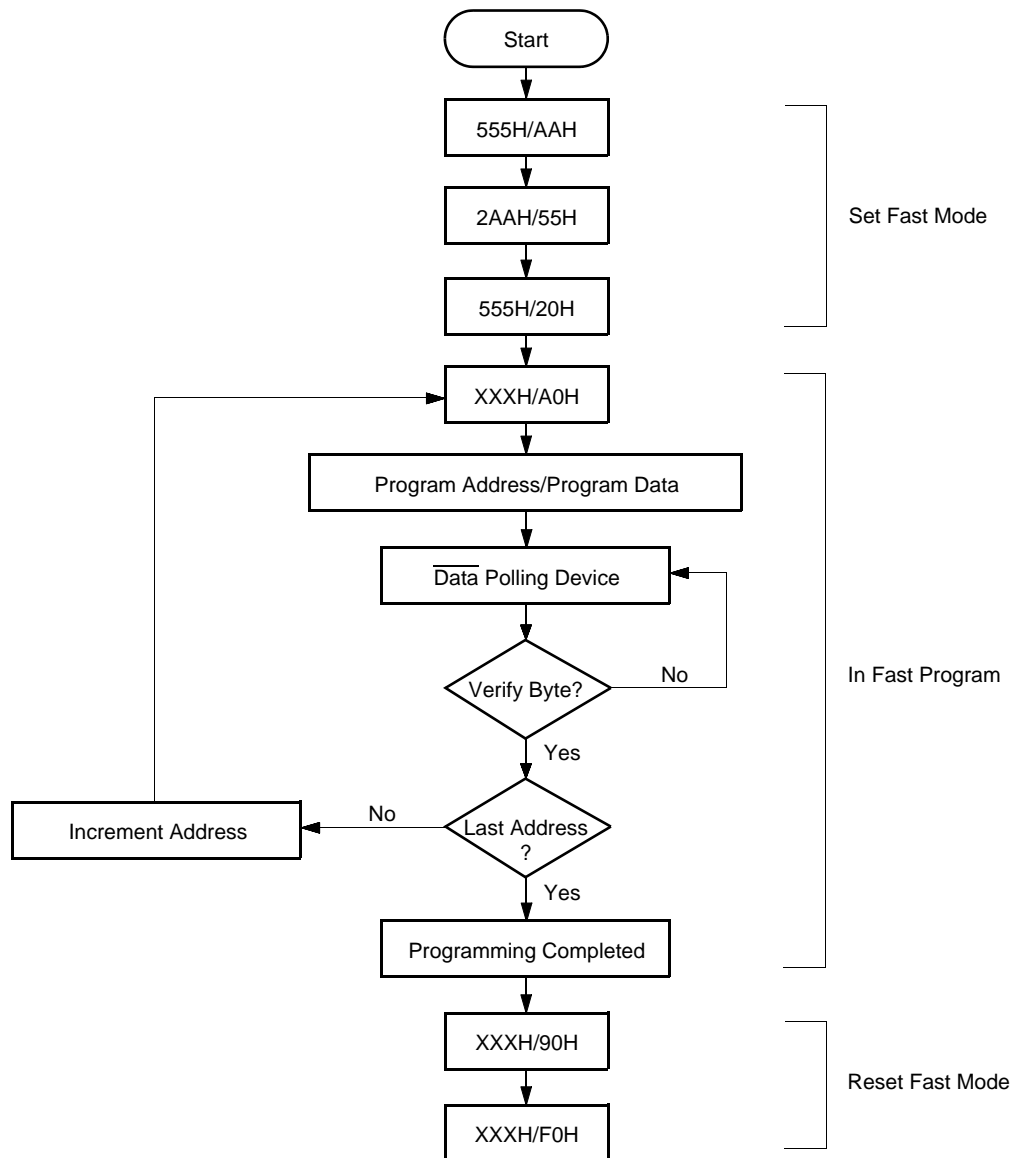 Start
555H/AAH
2AAH/55H
Set Fast Mode
555H/20H
XXXH/A0H
Program Address/Program Data
Data Polling Device
Verify Byte?
No
In Fast Program
Yes
Increment Address
No
Last Address
?
Yes
Programming Completed
XXXH/90H
Reset Fast Mode
XXXH/F0H